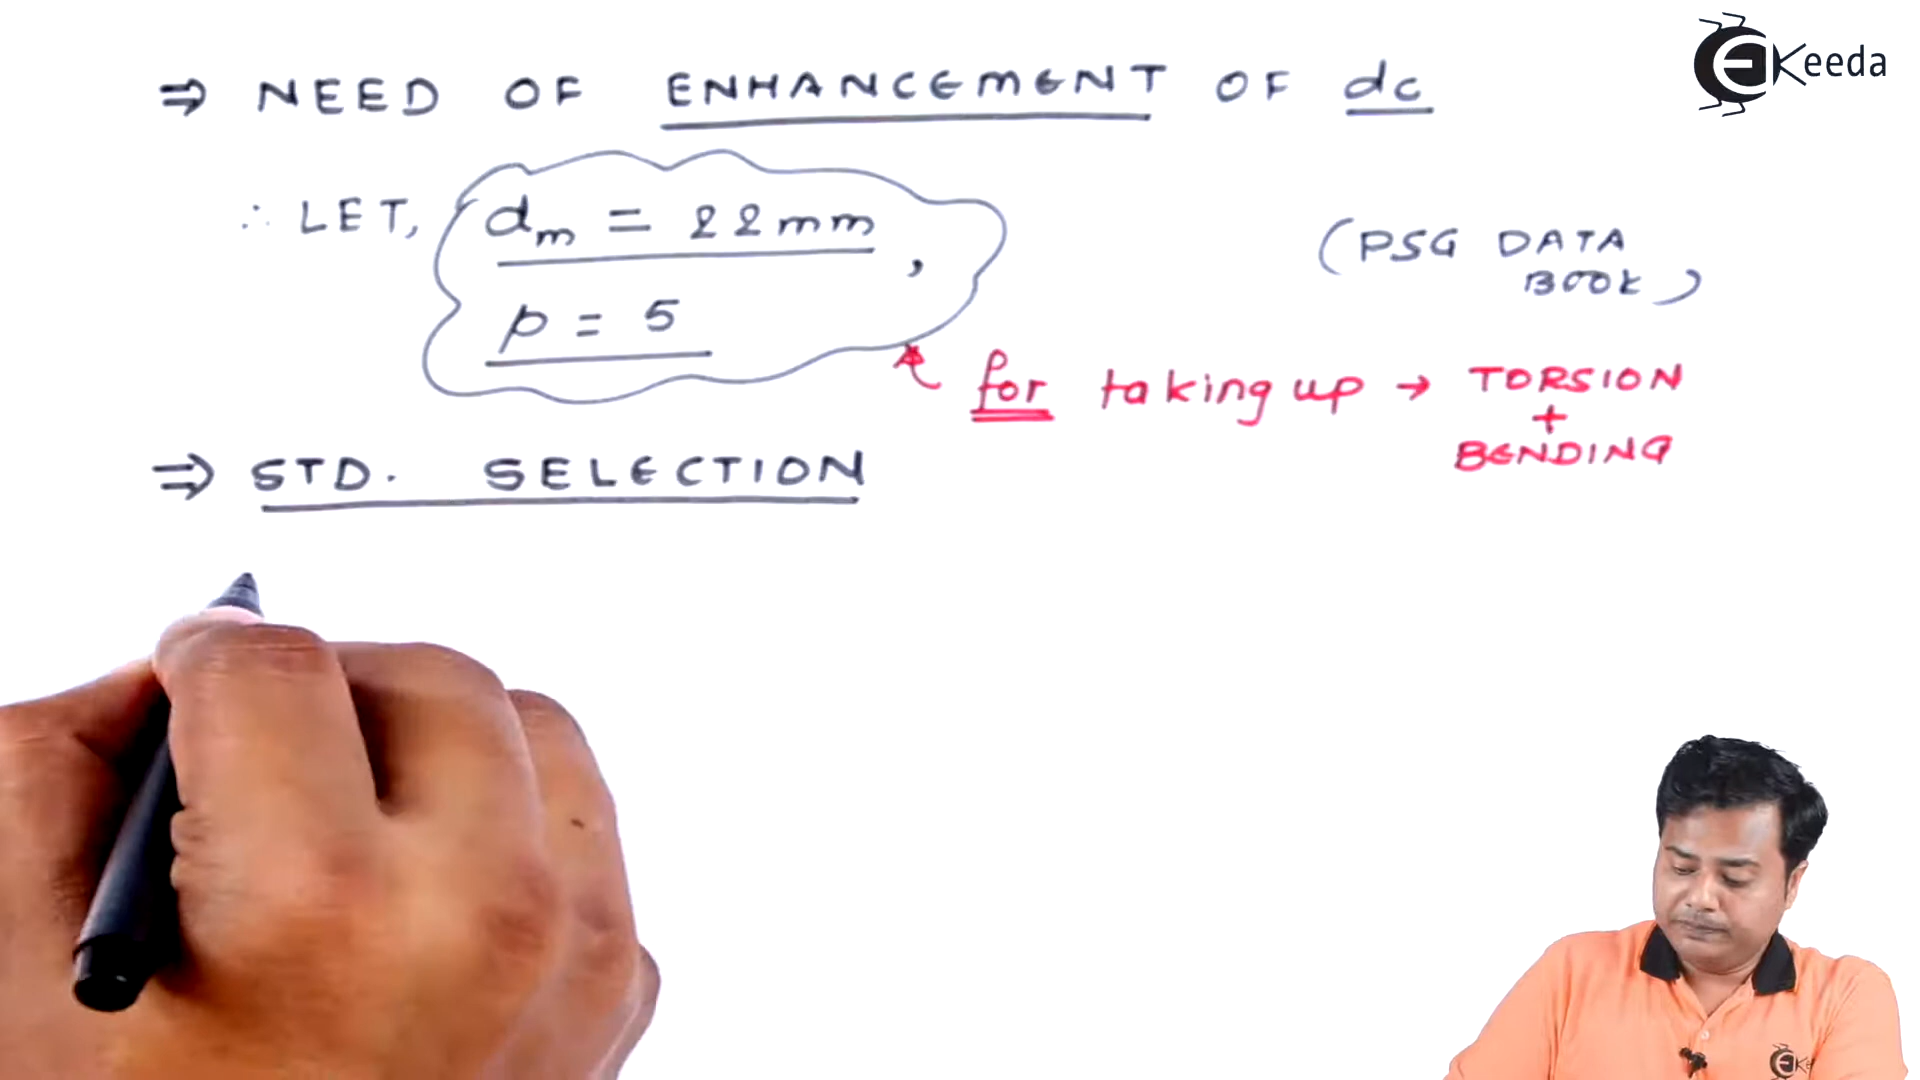 ⇒ NEED OF ENHANCEMENT OF dc
∴ LET, dm = 22mm ,
(PSG DATA
BOOK)
p = 5
for taking up → TORSION
+
BENDING
⇒ STD. SELECTION
EKeeda